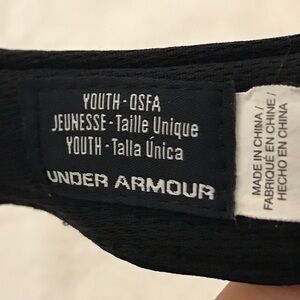 YOUTH - OSFA
JEUNESSE - Taille Unique
YOUTH - Talla Única
UNDER ARMOUR
MADE IN CHINA /
FABRIQUÉ EN CHINE /
HECHO EN CHINA